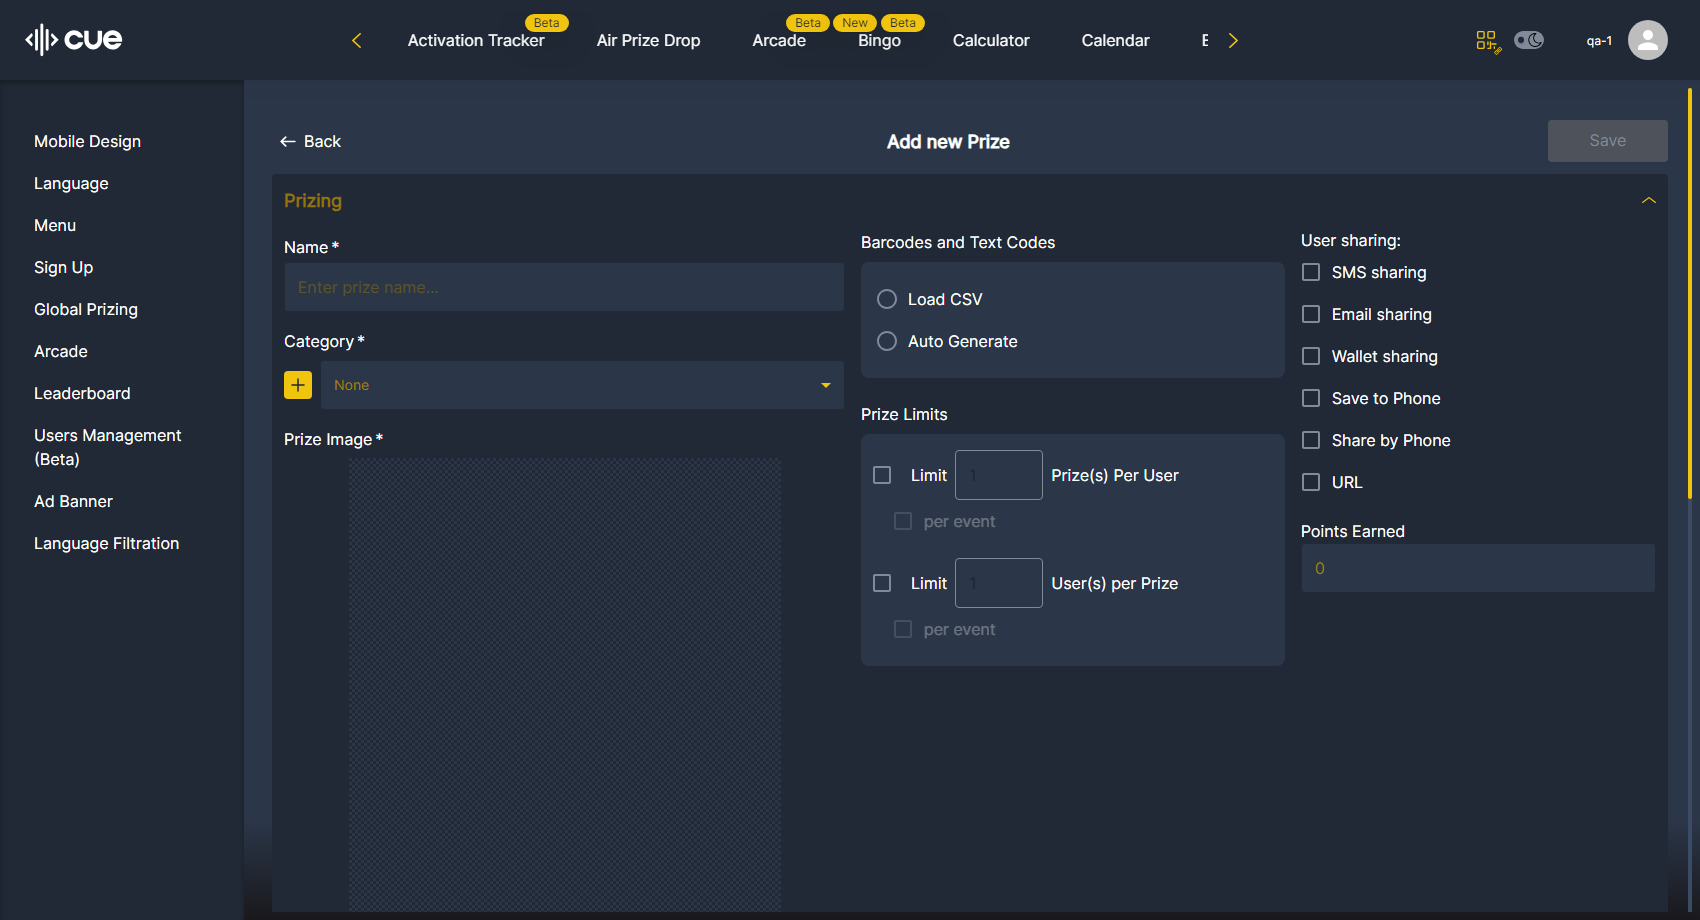 cue
Activation Tracker
Beta
Air Prize Drop
Arcade
Beta
New
Bingo
Beta
Calculator
Calendar
qa-1
Mobile Design
Language
Menu
Sign Up
Global Prizing
Arcade
Leaderboard
Users Management
(Beta)
Ad Banner
Language Filtration
Back
Add new Prize
Save
Prizing
Name *
Enter prize name...
Category *
None
Prize Image *
Barcodes and Text Codes
Load CSV
Auto Generate
Prize Limits
Limit 1 Prize(s) Per User
per event
Limit 1 User(s) per Prize
per event
User sharing:
SMS sharing
Email sharing
Wallet sharing
Save to Phone
Share by Phone
URL
Points Earned
0